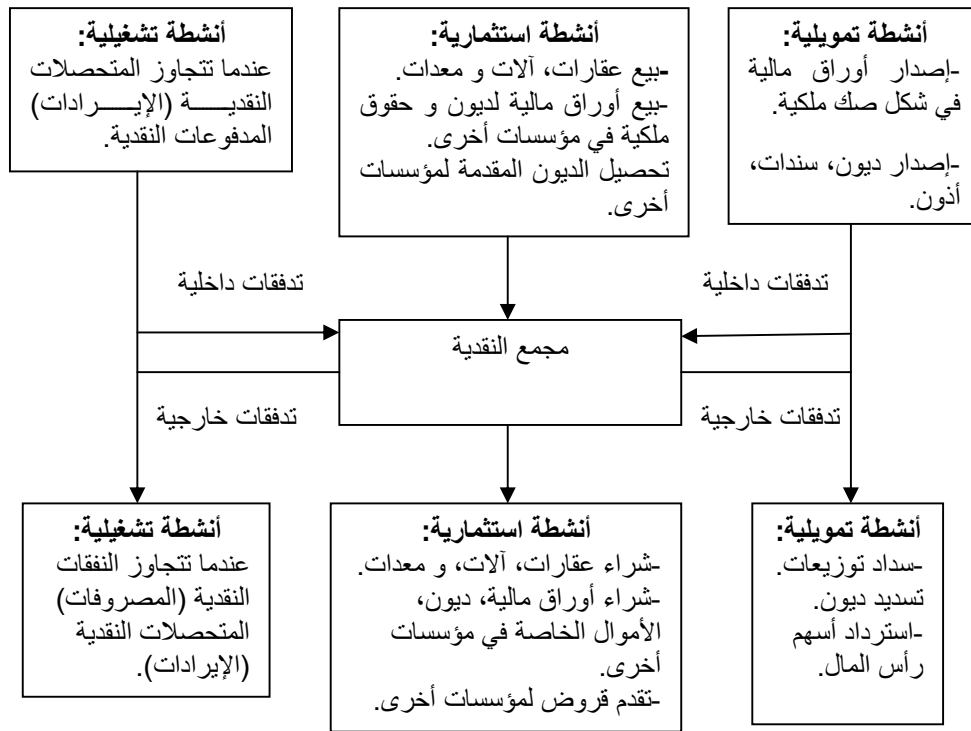 أنشطة تمويلية:
-إصدار أوراق مالية
في شكل صك ملكية.
-إصدار ديون، سندات،
أذون.
أنشطة استثمارية:
-بيع عقارات، آلات و معدات.
-بيع أوراق مالية لديون و حقوق
ملكية في مؤسسات أخرى.
تحصيل الديون المقدمة لمؤسسات
أخرى.
أنشطة تشغيلية:
عندما تتجاوز المتحصلات
النقديـــــة (الإيـــــرادات)
المدفوعات النقدية.
تدفقات داخلية
تدفقات داخلية
مجمع النقدية
تدفقات خارجية
تدفقات خارجية
أنشطة تمويلية:
-سداد توزيعات.
تسديد ديون.
-استرداد أسهم
رأس المال.
أنشطة استثمارية:
-شراء عقارات، آلات، و معدات.
-شراء أوراق مالية، ديون،
الأموال الخاصة في مؤسسات
أخرى.
-تقدم قروض لمؤسسات أخرى.
أنشطة تشغيلية:
عندما تتجاوز النفقات
النقدية (المصروفات)
المتحصلات النقدية
(الإيرادات).